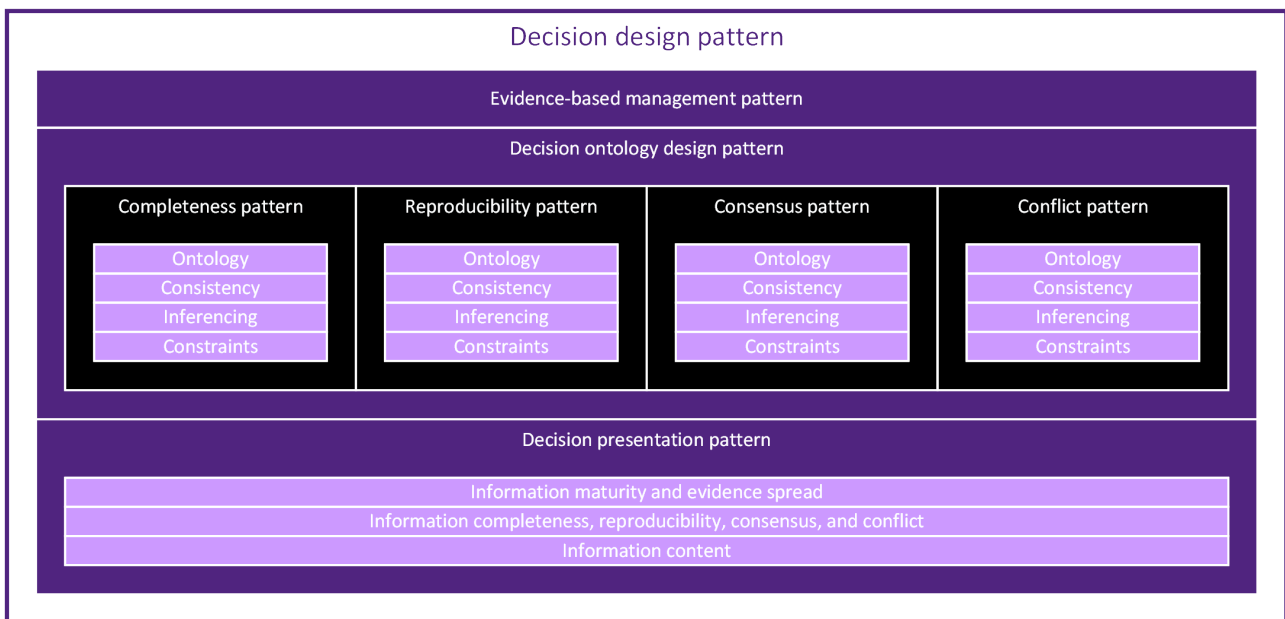 Decision design pattern
Evidence-based management pattern
Decision ontology design pattern
Completeness pattern
Ontology
Consistency
Inferencing
Constraints
Reproducibility pattern
Ontology
Consistency
Inferencing
Constraints
Consensus pattern
Ontology
Consistency
Inferencing
Constraints
Conflict pattern
Ontology
Consistency
Inferencing
Constraints
Decision presentation pattern
Information maturity and evidence spread
Information completeness, reproducibility, consensus, and conflict
Information content